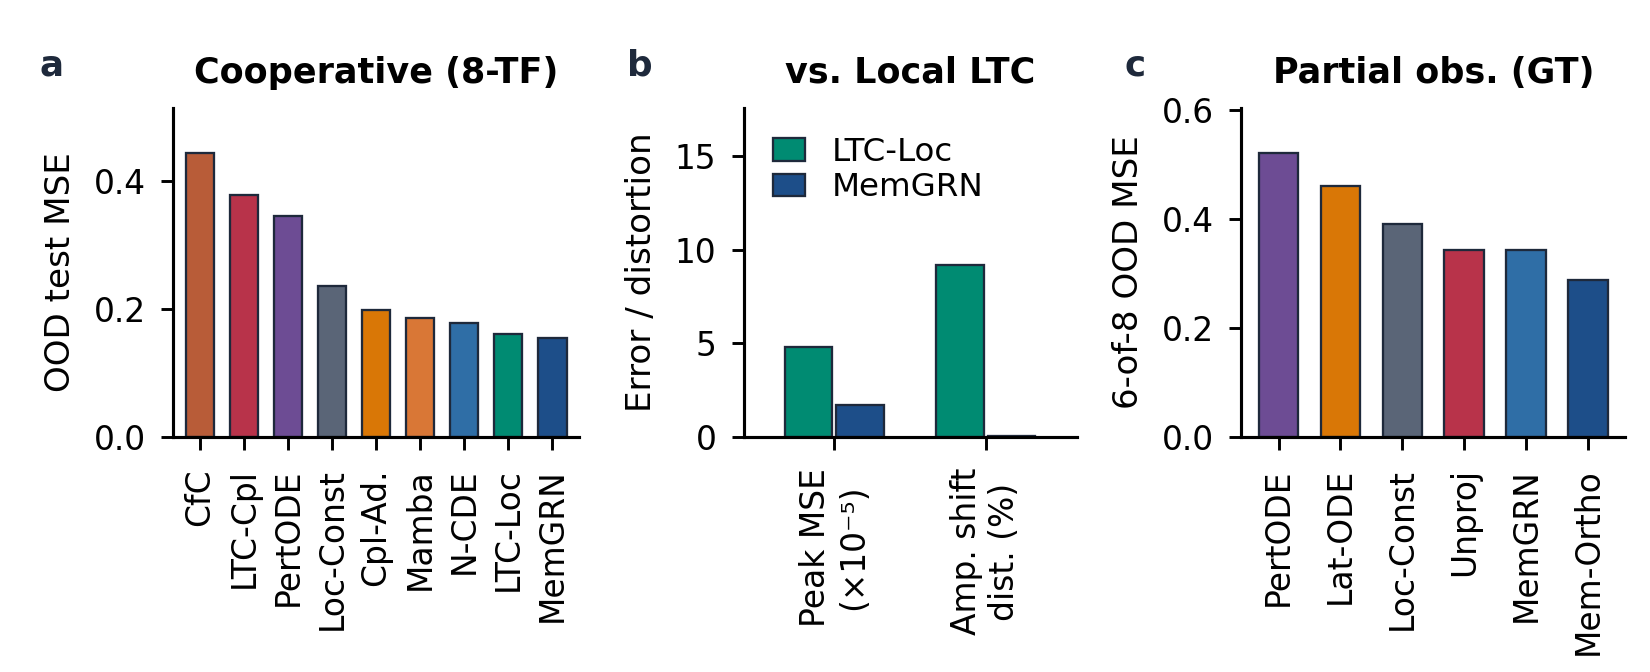 a
Cooperative (8-TF)
OOD test MSE
0.4
0.2
0.0
CfC
LTC-Cpl
PertODE
Loc-Const
Cpl-Ad.
Mamba
N-CDE
LTC-Loc
MemGRN
b
vs. Local LTC
Error / distortion
15
10
5
0
LTC-Loc
MemGRN
Peak MSE
(×10⁻⁵)
Amp. shift
dist. (%)
c
Partial obs. (GT)
6-of-8 OOD MSE
0.6
0.4
0.2
0.0
PertODE
Lat-ODE
Loc-Const
Unproj
MemGRN
Mem-Ortho